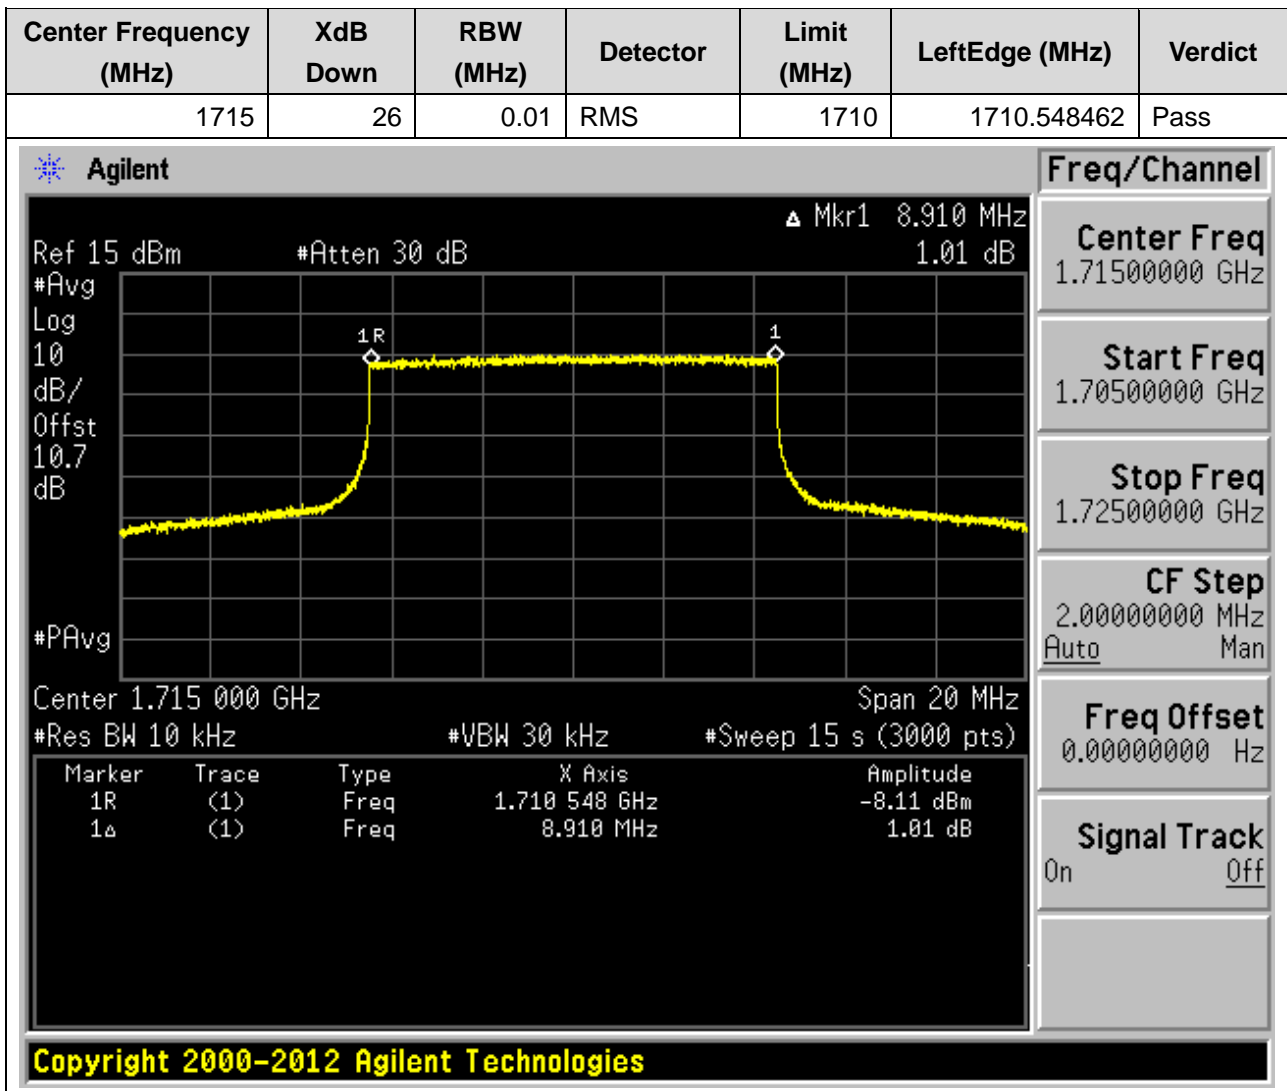 Center Frequency (MHz) XdB Down RBW (MHz) Detector Limit (MHz) LeftEdge (MHz) Verdict
1715 26 0.01 RMS 1710 1710.548462 Pass
Agilent
Freq/Channel
Δ Mkr1 8.910 MHz
Ref 15 dBm #Atten 30 dB 1.01 dB
#Avg
Log
10
dB/
Offst
10.7
dB
1R
1
#PAvg
Center 1.715 000 GHz Span 20 MHz
#Res BW 10 kHz #VBW 30 kHz #Sweep 15 s (3000 pts)
Marker Trace Type X Axis Amplitude
1R (1) Freq 1.710 548 GHz -8.11 dBm
1Δ (1) Freq 8.910 MHz 1.01 dB
Center Freq
1.71500000 GHz
Start Freq
1.70500000 GHz
Stop Freq
1.72500000 GHz
CF Step
2.00000000 MHz
Auto Man
Freq Offset
0.00000000 Hz
Signal Track
On Off
Copyright 2000-2012 Agilent Technologies